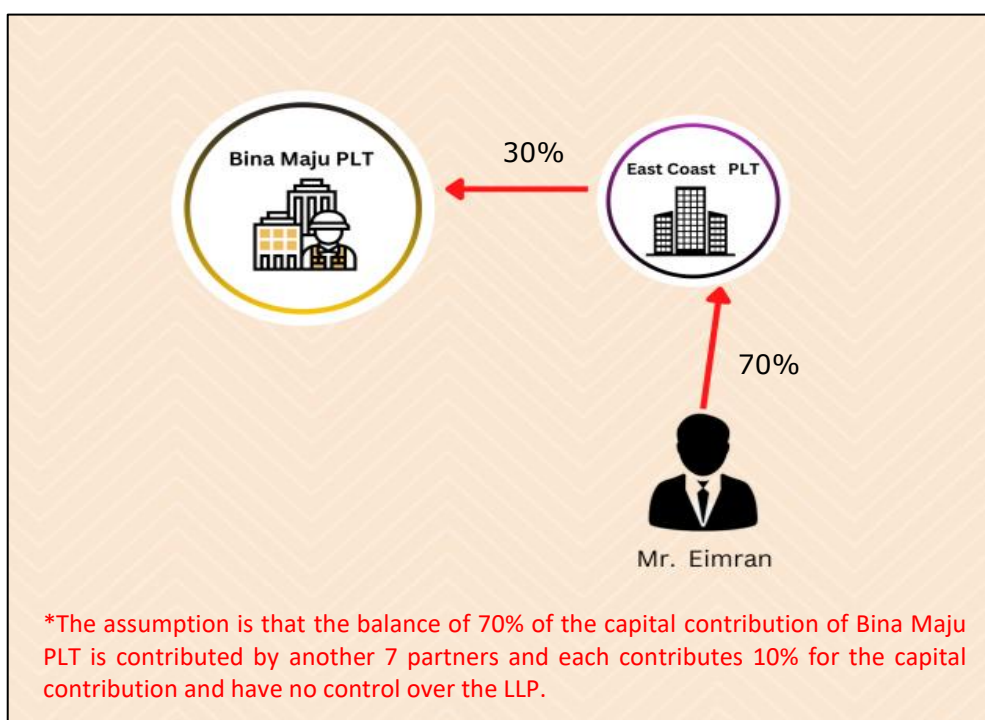 Bina Maju PLT
30%
East Coast PLT
70%
Mr. Eimran
*The assumption is that the balance of 70% of the capital contribution of Bina Maju
PLT is contributed by another 7 partners and each contributes 10% for the capital
contribution and have no control over the LLP.